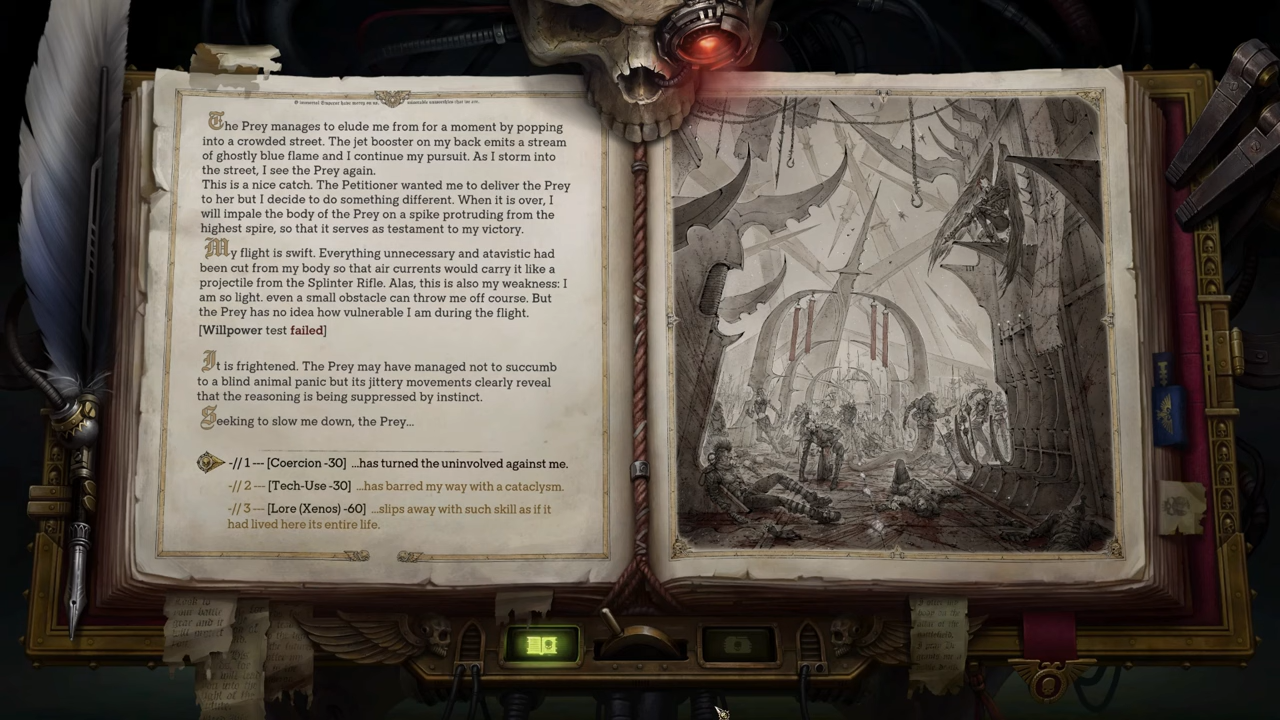 The Prey manages to elude me from for a moment by popping
into a crowded street. The jet booster on my back emits a stream
of ghostly blue flame and I continue my pursuit. As I storm into
the street, I see the Prey again.
This is a nice catch. The Petitioner wanted me to deliver the Prey
to her but I decide to do something different. When it is over, I
will impale the body of the Prey on a spike protruding from the
highest spire, so that it serves as testament to my victory.
My flight is swift. Everything unnecessary and atavistic had
been cut from my body so that air currents would carry it like a
projectile from the Splinter Rifle. Alas, this is also my weakness: I
am so light. even a small obstacle can throw me off course. But
the Prey has no idea how vulnerable I am during the flight.
[Willpower test failed]
It is frightened. The Prey may have managed not to succumb
to a blind animal panic but its jittery movements clearly reveal
that the reasoning is being suppressed by instinct.
Seeking to slow me down, the Prey...
-// 1 --- [Coercion -30] ...has turned the uninvolved against me.
-// 2 --- [Tech-Use -30] ...has barred my way with a cataclysm.
-// 3 --- [Lore (Xenos) -60] ...slips away with such skill as if it
had lived here its entire life.